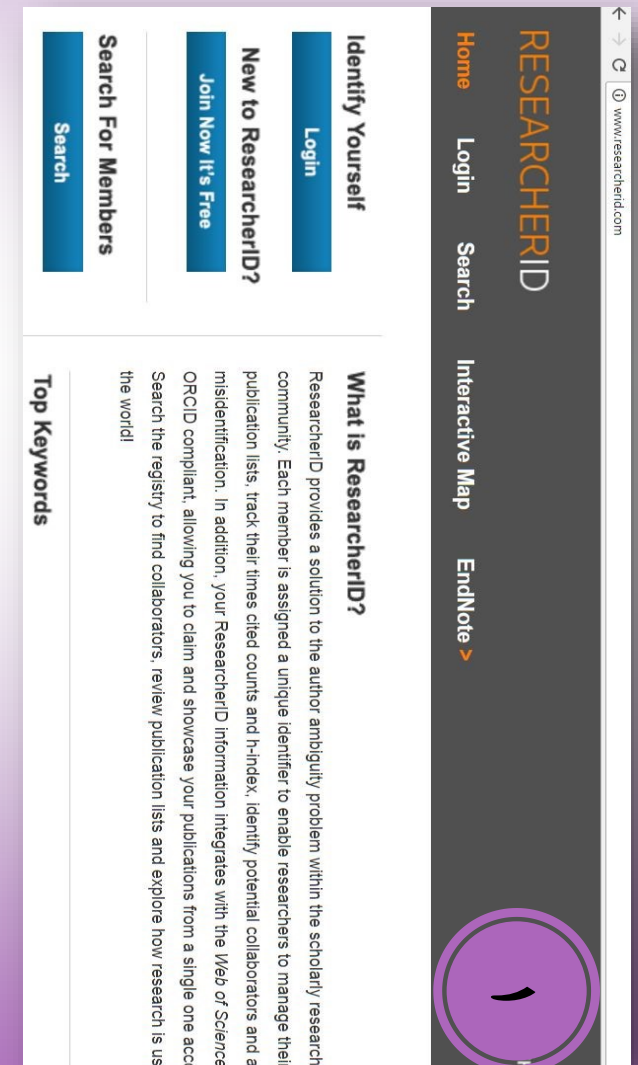 www.researcherid.com
RESEARCHERID
Home Login Search Interactive Map EndNote >
Identify Yourself
Login
New to ResearcherID?
Join Now It's Free
Search For Members
Search
What is ResearcherID?
ResearcherID provides a solution to the author ambiguity problem within the scholarly research
community. Each member is assigned a unique identifier to enable researchers to manage their
publication lists, track their times cited counts and h-index, identify potential collaborators and a
misidentification. In addition, your ResearcherID information integrates with the Web of Science
ORCID compliant, allowing you to claim and showcase your publications from a single one acc
Search the registry to find collaborators, review publication lists and explore how research is us
the world!
Top Keywords
۱